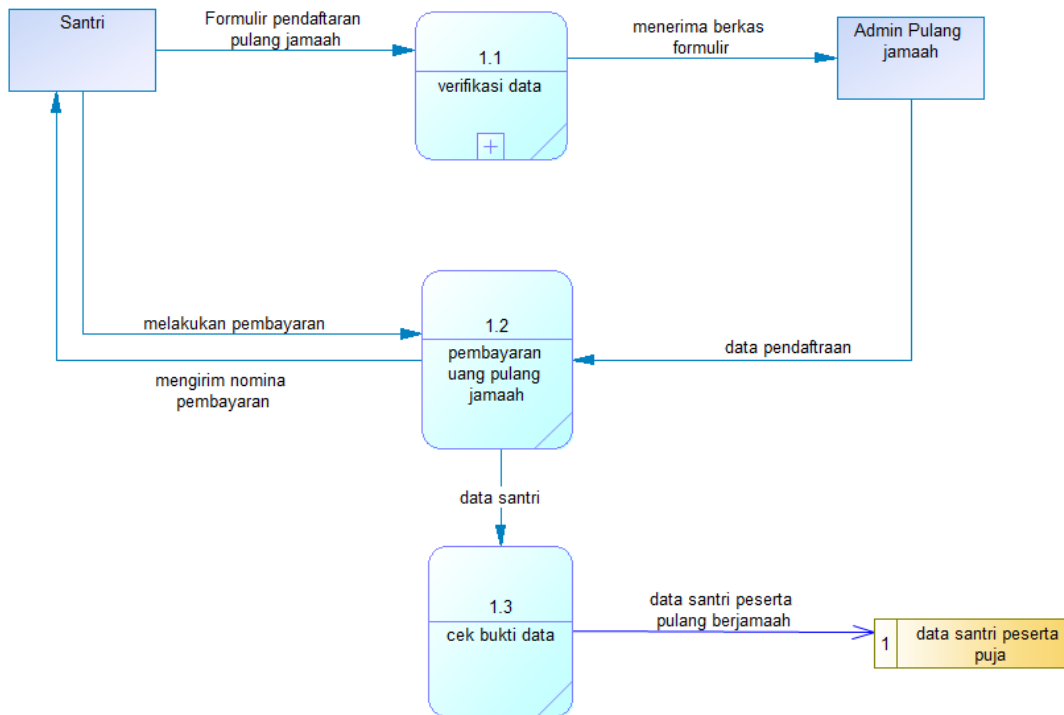 Santri
Formulir pendaftaran
pulang jamaah
1.1
verifikasi data
menerima berkas
formulir
Admin Pulang
jamaah
melakukan pembayaran
1.2
pembayaran
uang pulang
jamaah
data pendaftraan
mengirim nomina
pembayaran
data santri
1.3
cek bukti data
data santri peserta
pulang berjamaah
1
data santri peserta
puja